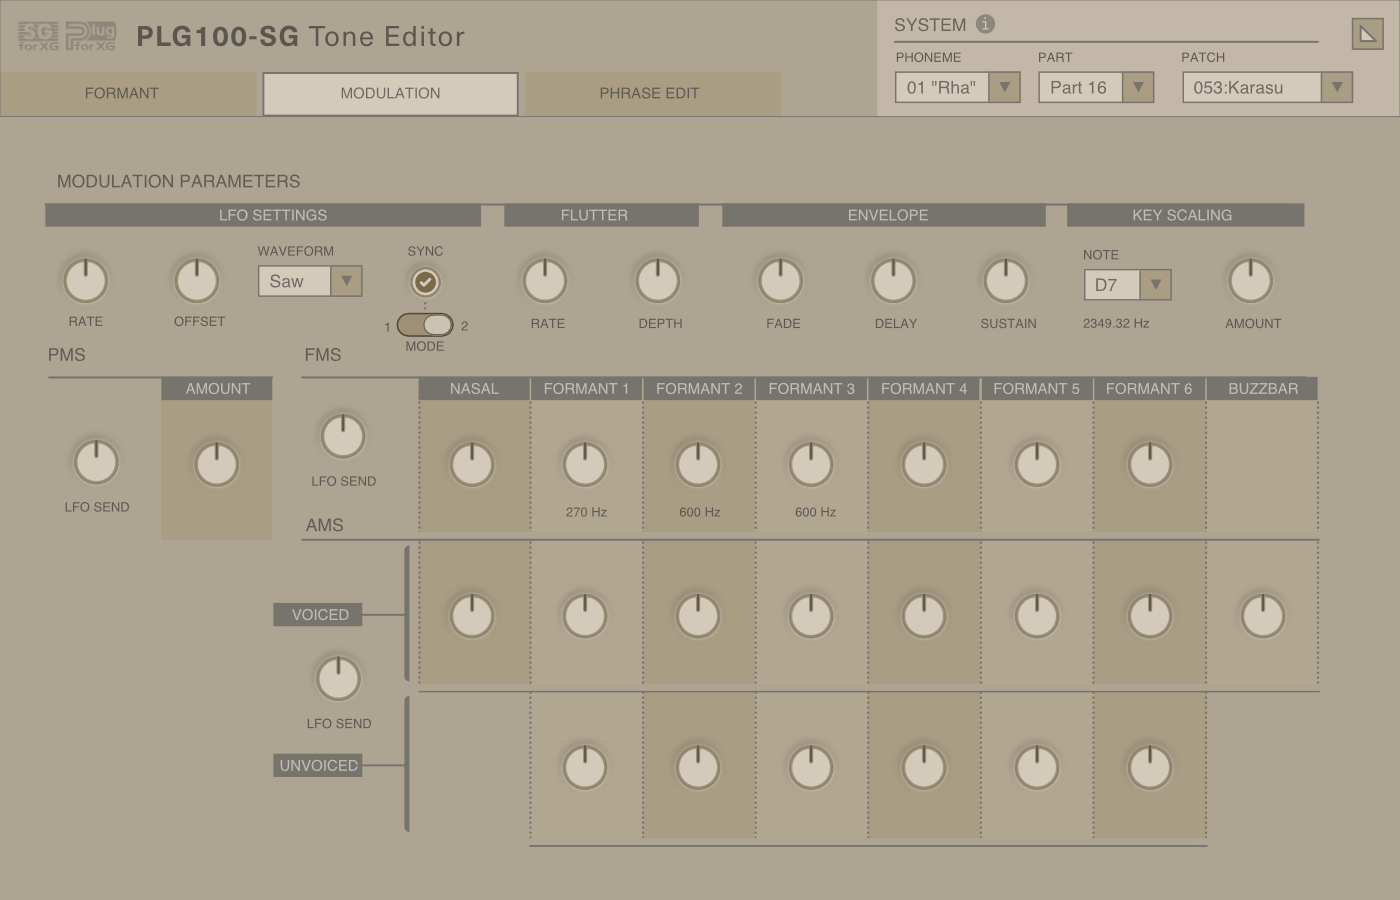 SG for XG Plug for XG
PLG100-SG Tone Editor
SYSTEM i
PHONEME PART PATCH
01 "Rha" Part 16 053:Karasu
FORMANT MODULATION PHRASE EDIT
MODULATION PARAMETERS
LFO SETTINGS FLUTTER ENVELOPE KEY SCALING
WAVEFORM SYNC NOTE
Saw D7
RATE OFFSET 1 2 MODE RATE DEPTH FADE DELAY SUSTAIN 2349.32 Hz AMOUNT
PMS FMS
AMOUNT NASAL FORMANT 1 FORMANT 2 FORMANT 3 FORMANT 4 FORMANT 5 FORMANT 6 BUZZBAR
LFO SEND LFO SEND
270 Hz 600 Hz 600 Hz
AMS
VOICED
LFO SEND
UNVOICED